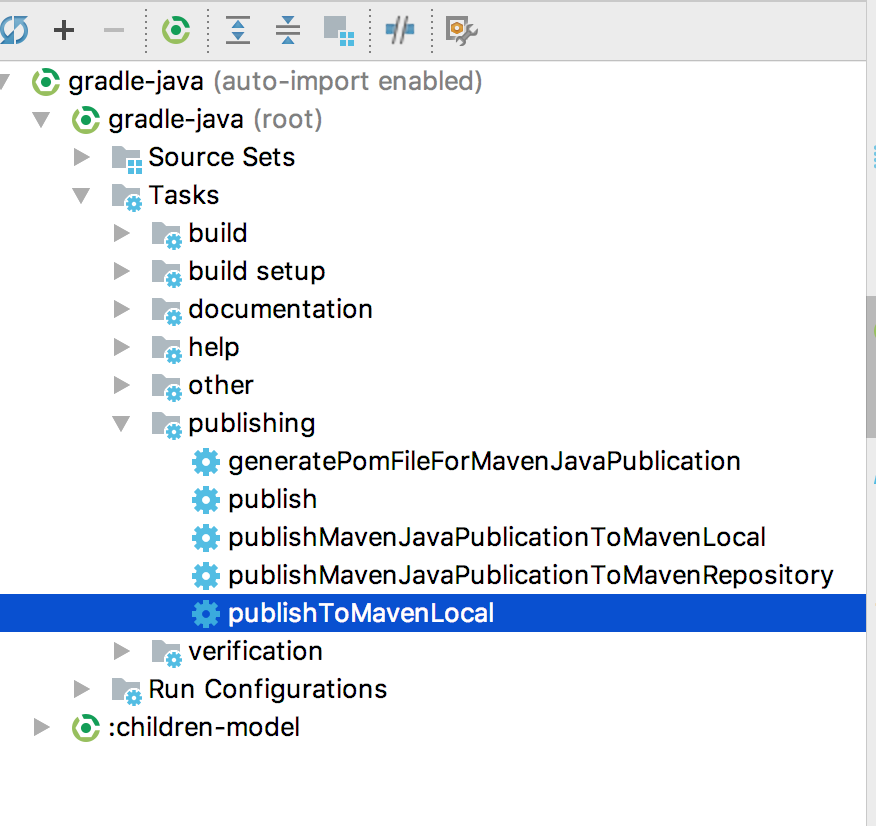 gradle-java (auto-import enabled)
gradle-java (root)
Source Sets
Tasks
build
build setup
documentation
help
other
publishing
generatePomFileForMavenJavaPublication
publish
publishMavenJavaPublicationToMavenLocal
publishMavenJavaPublicationToMavenRepository
publishToMavenLocal
verification
Run Configurations
:children-model